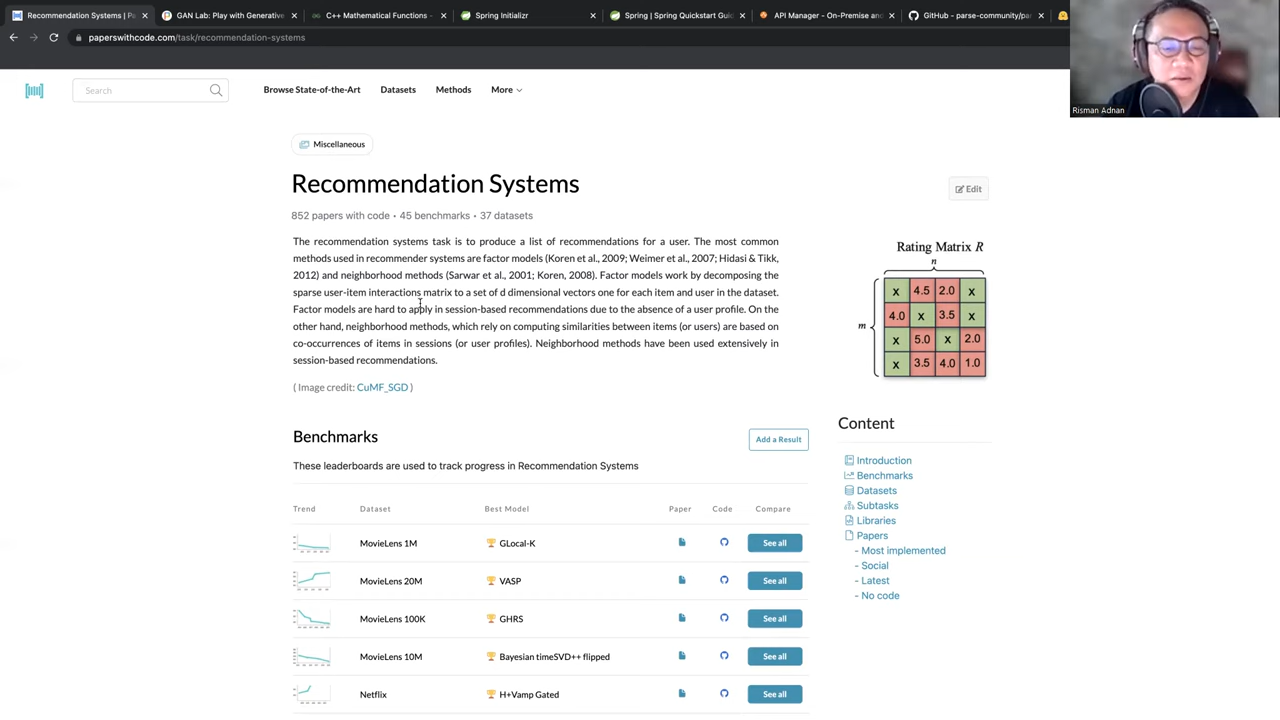 Recommendation Systems | Pa
GAN Lab: Play with Generative
C++ Mathematical Functions -
Spring Initializr
Spring | Spring Quickstart Guid
API Manager - On-Premise and
GitHub - parse-community/par
paperswithcode.com/task/recommendation-systems
Risman Adnan
Search
Browse State-of-the-Art
Datasets
Methods
More
Miscellaneous
Recommendation Systems
Edit
852 papers with code • 45 benchmarks • 37 datasets
The recommendation systems task is to produce a list of recommendations for a user. The most common
methods used in recommender systems are factor models (Koren et al., 2009; Weimer et al., 2007; Hidasi & Tikk,
2012) and neighborhood methods (Sarwar et al., 2001; Koren, 2008). Factor models work by decomposing the
sparse user-item interactions matrix to a set of d dimensional vectors one for each item and user in the dataset.
Factor models are hard to apply in session-based recommendations due to the absence of a user profile. On the
other hand, neighborhood methods, which rely on computing similarities between items (or users) are based on
co-occurrences of items in sessions (or user profiles). Neighborhood methods have been used extensively in
session-based recommendations.
( Image credit: CuMF_SGD )
Rating Matrix R
n
m
x 4.5 2.0 x
4.0 x 3.5 x
x 5.0 x 2.0
x 3.5 4.0 1.0
Benchmarks
Add a Result
These leaderboards are used to track progress in Recommendation Systems
Trend Dataset Best Model Paper Code Compare
MovieLens 1M GLocal-K See all
MovieLens 20M VASP See all
MovieLens 100K GHRS See all
MovieLens 10M Bayesian timeSVD++ flipped See all
Netflix H+Vamp Gated See all
Content
Introduction
Benchmarks
Datasets
Subtasks
Libraries
Papers
- Most implemented
- Social
- Latest
- No code